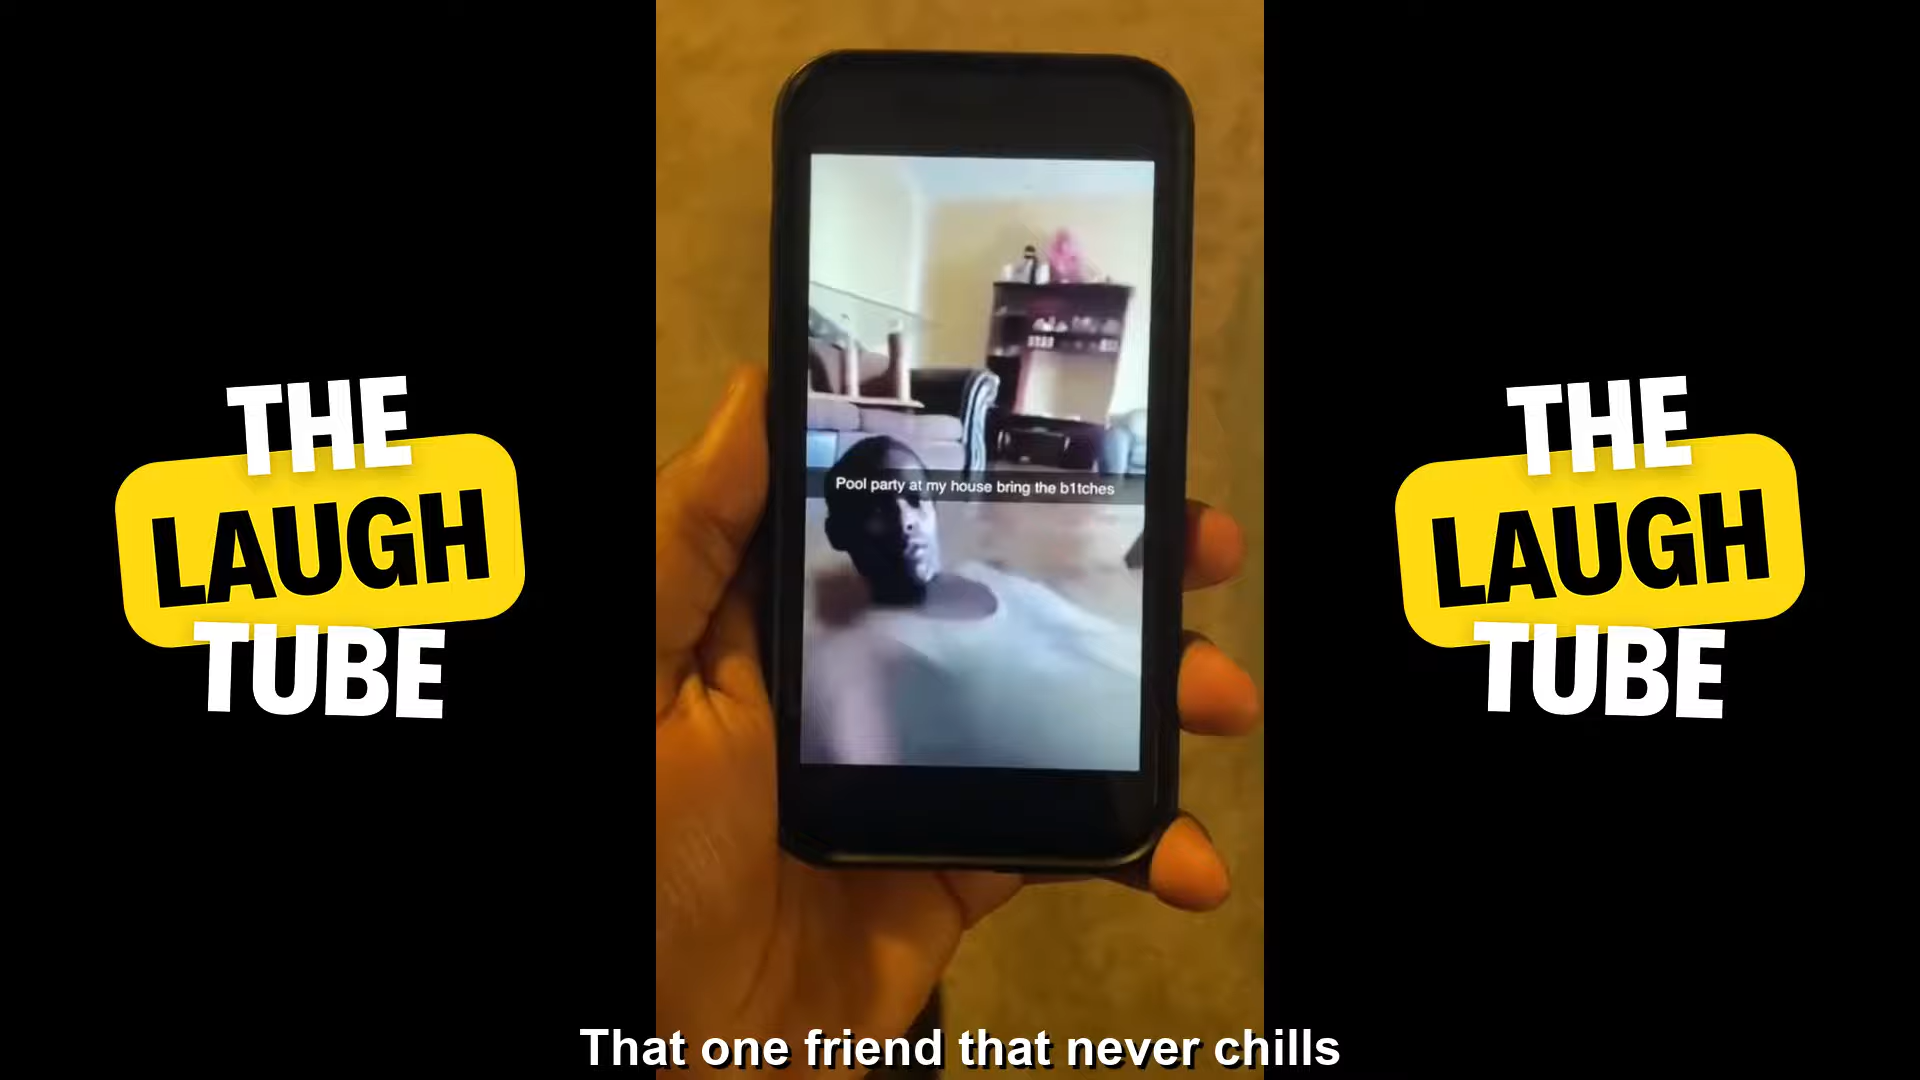 THE
LAUGH
TUBE
Pool party at my house bring the b1tches
THE
LAUGH
TUBE
That one friend that never chills